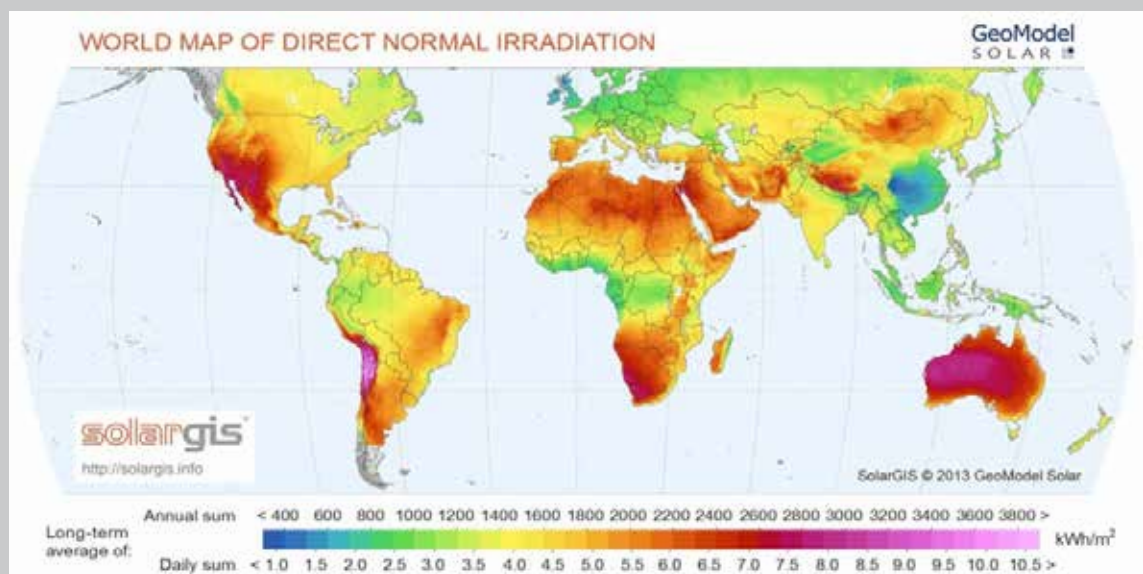 WORLD MAP OF DIRECT NORMAL IRRADIATION
GeoModel
SOLAR
solargis
http://solargis.info
SolarGIS © 2013 GeoModel Solar
Annual sum < 400 600 800 1000 1200 1400 1600 1800 2000 2200 2400 2600 2800 3000 3200 3400 3600 3800 >
Long-term
average of:
kWh/m²
Daily sum < 1.0 1.5 2.0 2.5 3.0 3.5 4.0 4.5 5.0 5.5 6.0 6.5 7.0 7.5 8.0 8.5 9.0 9.5 10.0 10.5 >